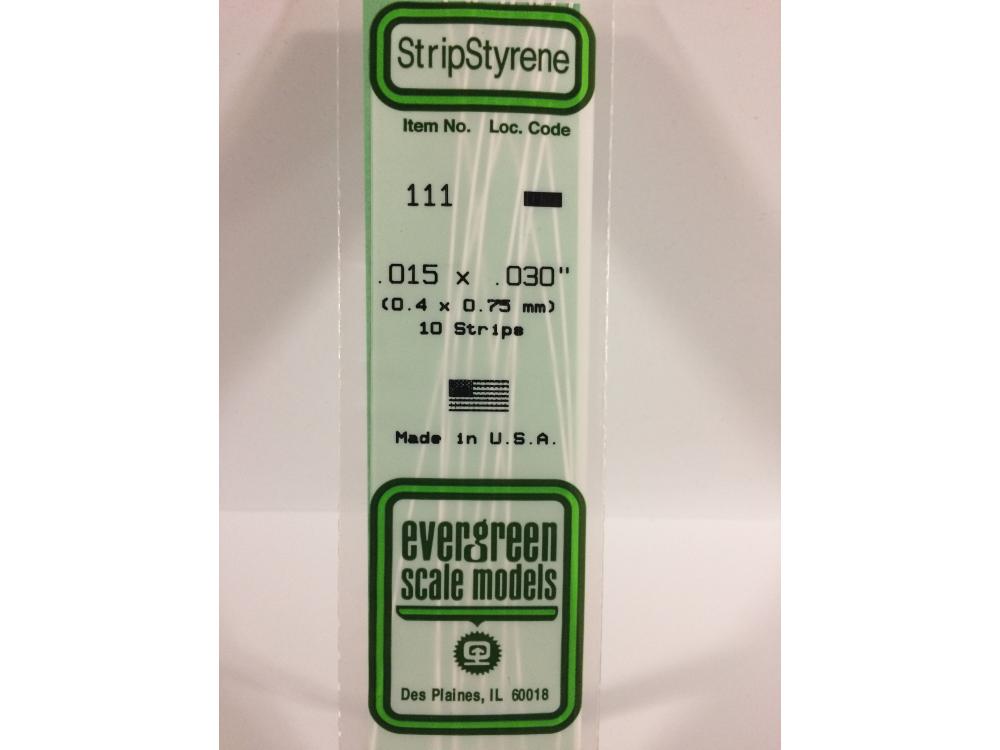 StripStyrene
Item No. Loc. Code
111
.015 x .030"
(0.4 x 0.75 mm)
10 Strips
Made in U.S.A.
evergreen
scale models
Des Plaines, IL 60018